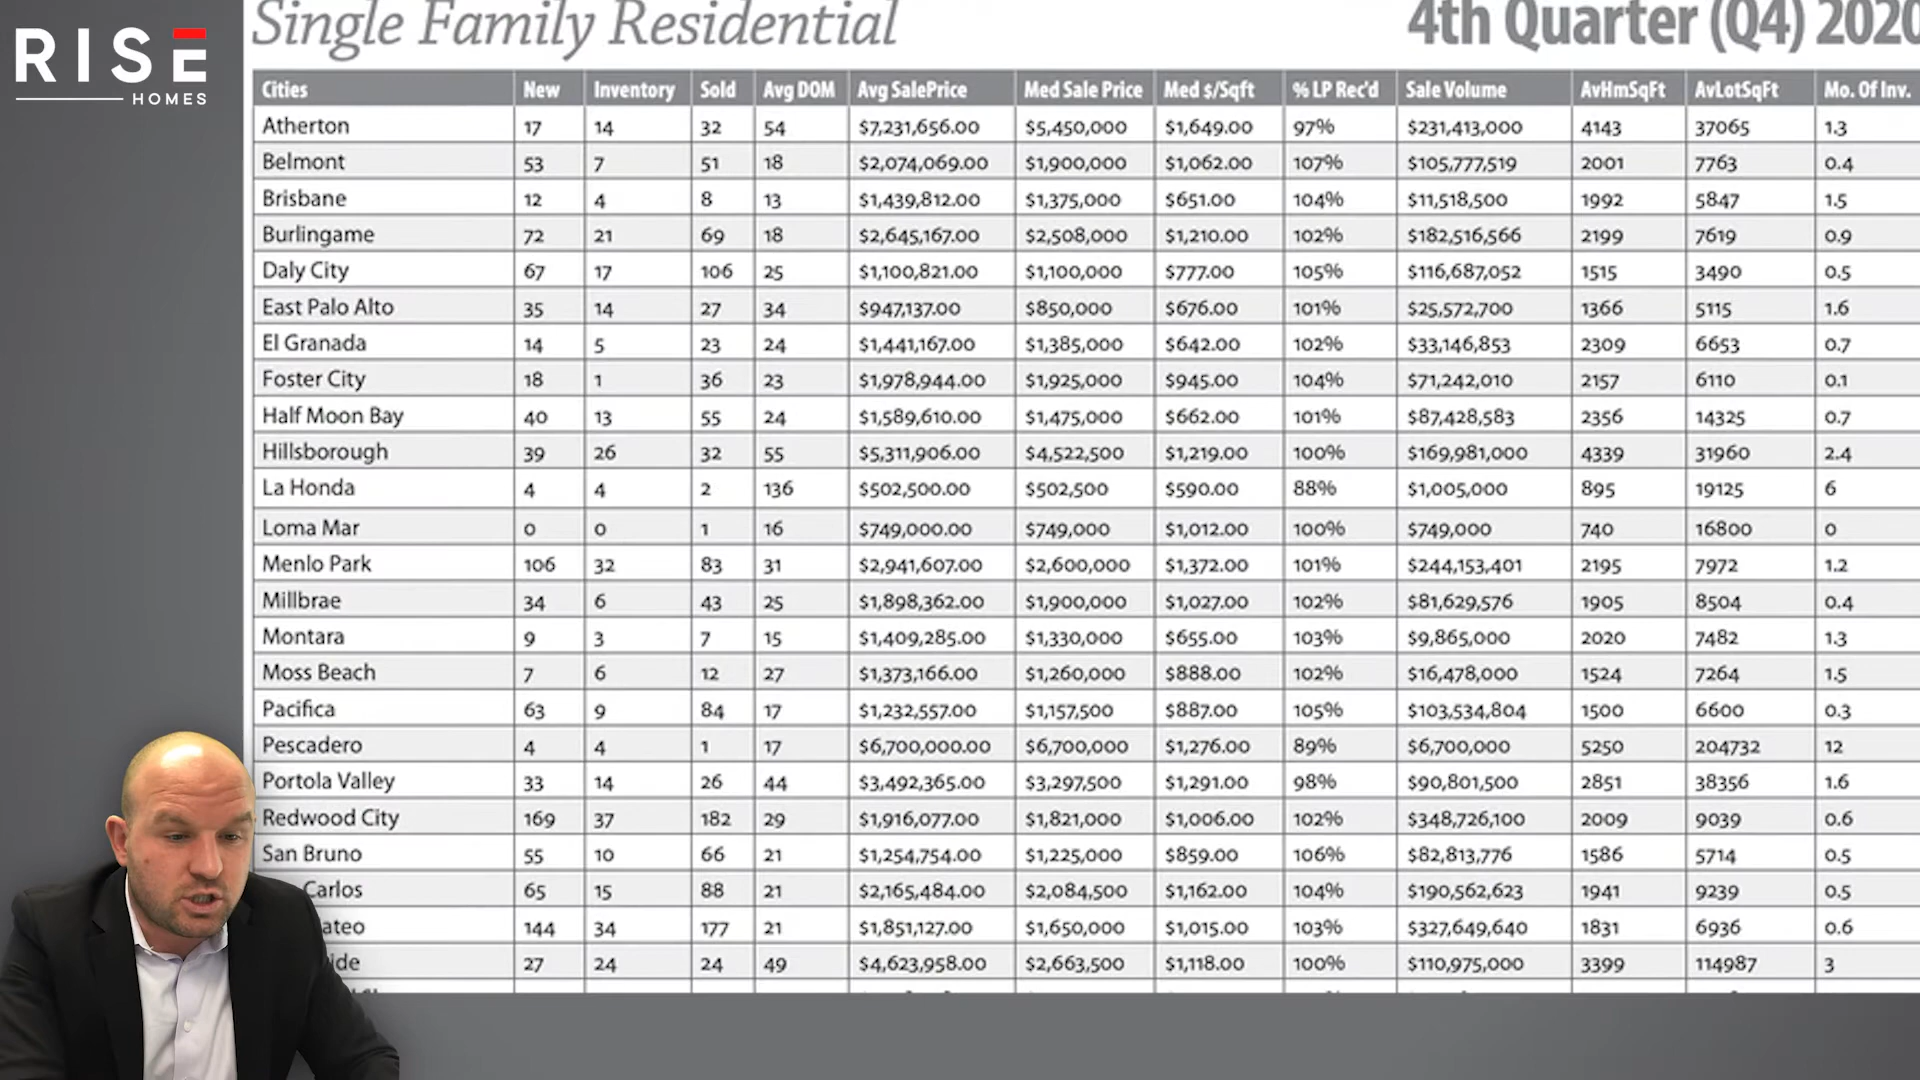 RISE
HOMES
Single Family Residential 4th Quarter (Q4) 2020
Cities New Inventory Sold Avg DOM Avg SalePrice Med Sale Price Med $/Sqft % LP Rec'd Sale Volume AvHmSqFt AvLotSqFt Mo. Of Inv.
Atherton 17 14 32 54 $7,231,656.00 $5,450,000 $1,649.00 97% $231,413,000 4143 37065 1.3
Belmont 53 7 51 18 $2,074,069.00 $1,900,000 $1,062.00 107% $105,777,519 2001 7763 0.4
Brisbane 12 4 8 13 $1,439,812.00 $1,375,000 $651.00 104% $11,518,500 1992 5847 1.5
Burlingame 72 21 69 18 $2,645,167.00 $2,508,000 $1,210.00 102% $182,516,566 2199 7619 0.9
Daly City 67 17 106 25 $1,100,821.00 $1,100,000 $777.00 105% $116,687,052 1515 3490 0.5
East Palo Alto 35 14 27 34 $947,137.00 $850,000 $676.00 101% $25,572,700 1366 5115 1.6
El Granada 14 5 23 24 $1,441,167.00 $1,385,000 $642.00 102% $33,146,853 2309 6653 0.7
Foster City 18 1 36 23 $1,978,944.00 $1,925,000 $945.00 104% $71,242,010 2157 6110 0.1
Half Moon Bay 40 13 55 24 $1,589,610.00 $1,475,000 $662.00 101% $87,428,583 2356 14325 0.7
Hillsborough 39 26 32 55 $5,311,906.00 $4,522,500 $1,219.00 100% $169,981,000 4339 31960 2.4
La Honda 4 4 2 136 $502,500.00 $502,500 $590.00 88% $1,005,000 895 19125 6
Loma Mar 0 0 1 16 $749,000.00 $749,000 $1,012.00 100% $749,000 740 16800 0
Menlo Park 106 32 83 31 $2,941,607.00 $2,600,000 $1,372.00 101% $244,153,401 2195 7972 1.2
Millbrae 34 6 43 25 $1,898,362.00 $1,900,000 $1,027.00 102% $81,629,576 1905 8504 0.4
Montara 9 3 7 15 $1,409,285.00 $1,330,000 $655.00 103% $9,865,000 2020 7482 1.3
Moss Beach 7 6 12 27 $1,373,166.00 $1,260,000 $888.00 102% $16,478,000 1524 7264 1.5
Pacifica 63 9 84 17 $1,232,557.00 $1,157,500 $887.00 105% $103,534,804 1500 6600 0.3
Pescadero 4 4 1 17 $6,700,000.00 $6,700,000 $1,276.00 89% $6,700,000 5250 204732 12
Portola Valley 33 14 26 44 $3,492,365.00 $3,297,500 $1,291.00 98% $90,801,500 2851 38356 1.6
Redwood City 169 37 182 29 $1,916,077.00 $1,821,000 $1,006.00 102% $348,726,100 2009 9039 0.6
San Bruno 55 10 66 21 $1,254,754.00 $1,225,000 $859.00 106% $82,813,776 1586 5714 0.5
Carlos 65 15 88 21 $2,165,484.00 $2,084,500 $1,162.00 104% $190,562,623 1941 9239 0.5
ateo 144 34 177 21 $1,851,127.00 $1,650,000 $1,015.00 103% $327,649,640 1831 6936 0.6
ide 27 24 24 49 $4,623,958.00 $2,663,500 $1,118.00 100% $110,975,000 3399 114987 3